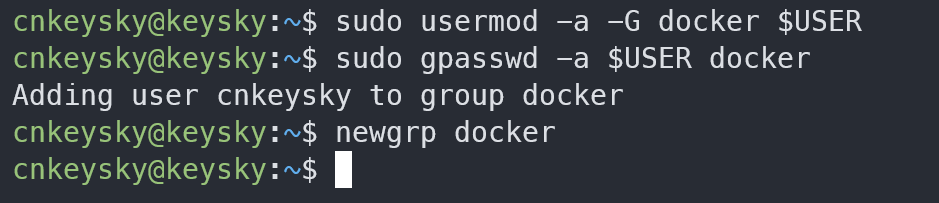 cnkeysky@keysky:~$ sudo usermod -a -G docker $USER
cnkeysky@keysky:~$ sudo gpasswd -a $USER docker
Adding user cnkeysky to group docker
cnkeysky@keysky:~$ newgrp docker
cnkeysky@keysky:~$